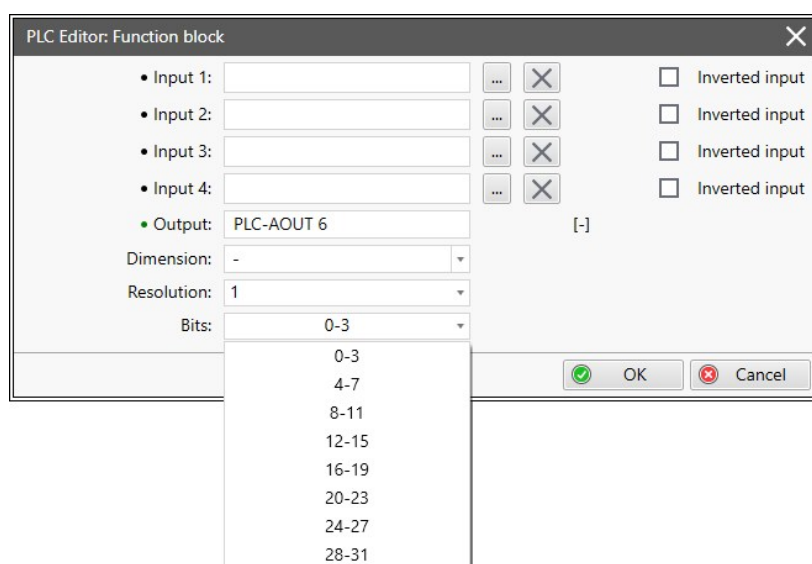 PLC Editor: Function block
• Input 1: ... Inverted input
• Input 2: ... Inverted input
• Input 3: ... Inverted input
• Input 4: ... Inverted input
• Output: PLC-AOUT 6 [-]
Dimension: -
Resolution: 1
Bits: 0-3
0-3
4-7
OK Cancel
8-11
12-15
16-19
20-23
24-27
28-31